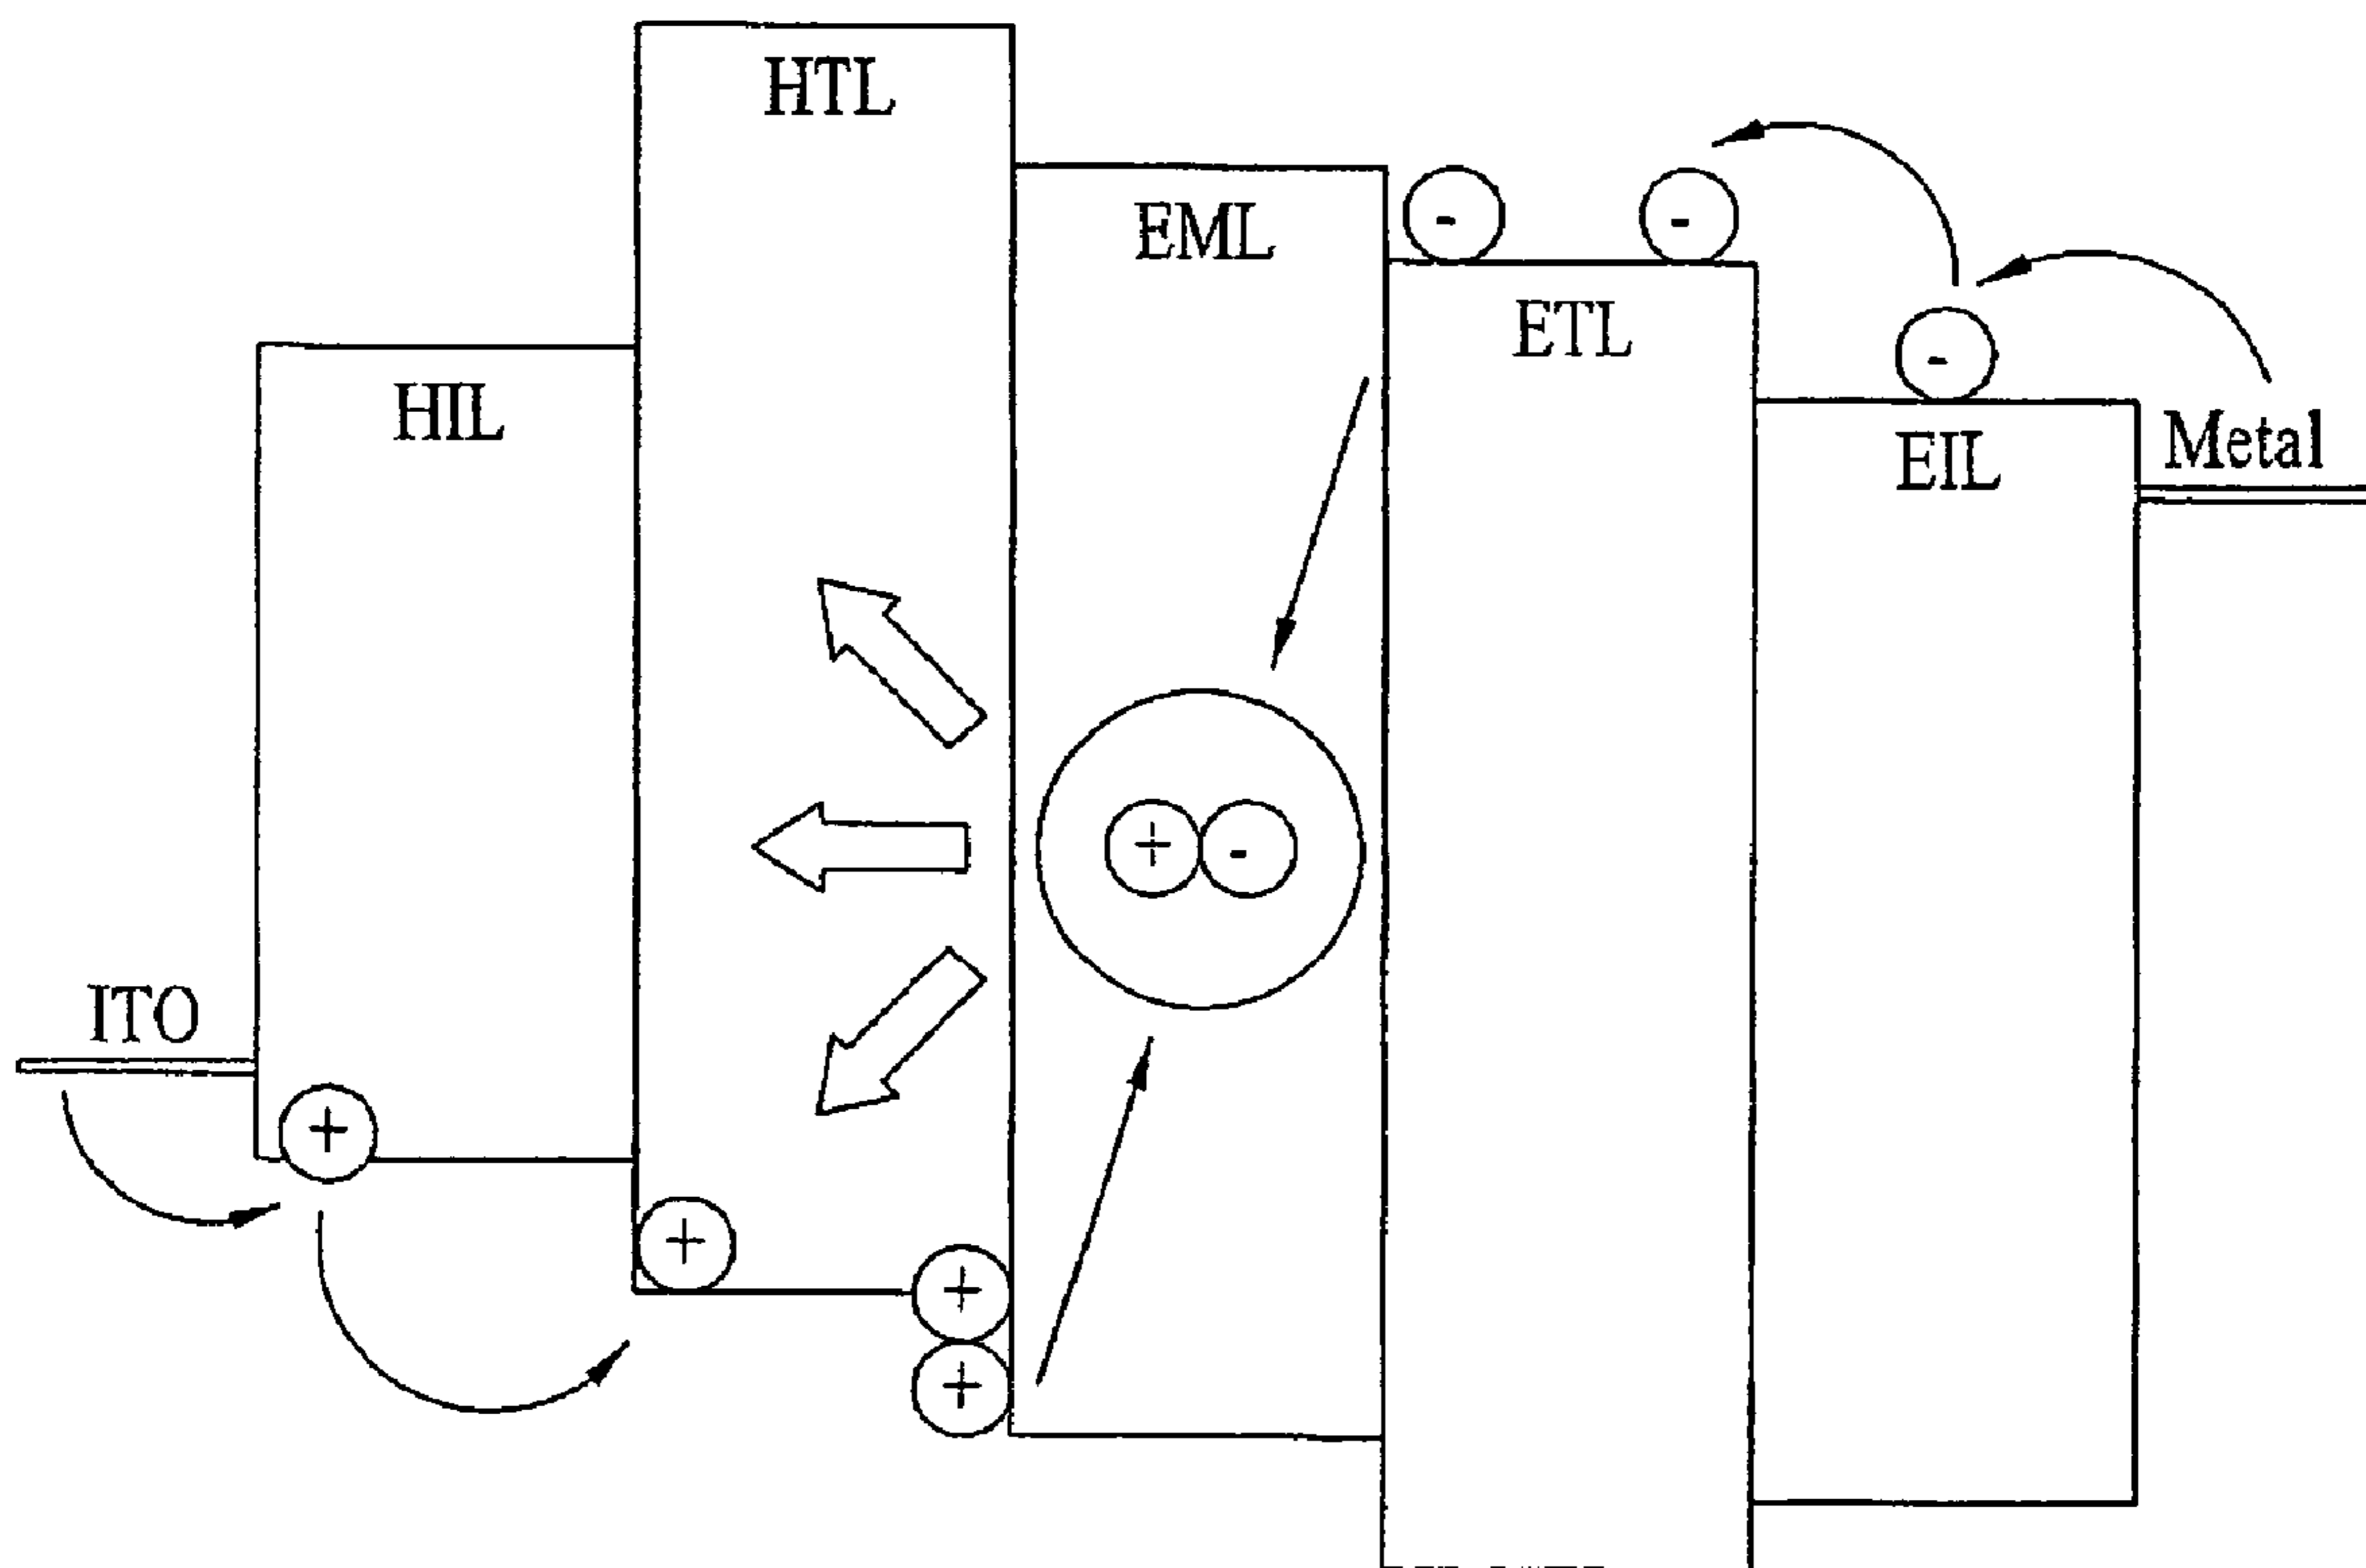 HTL
EML
ETL
HIL
EIL
Metal
ITO
+
+
+
+
+
-
-
-
-